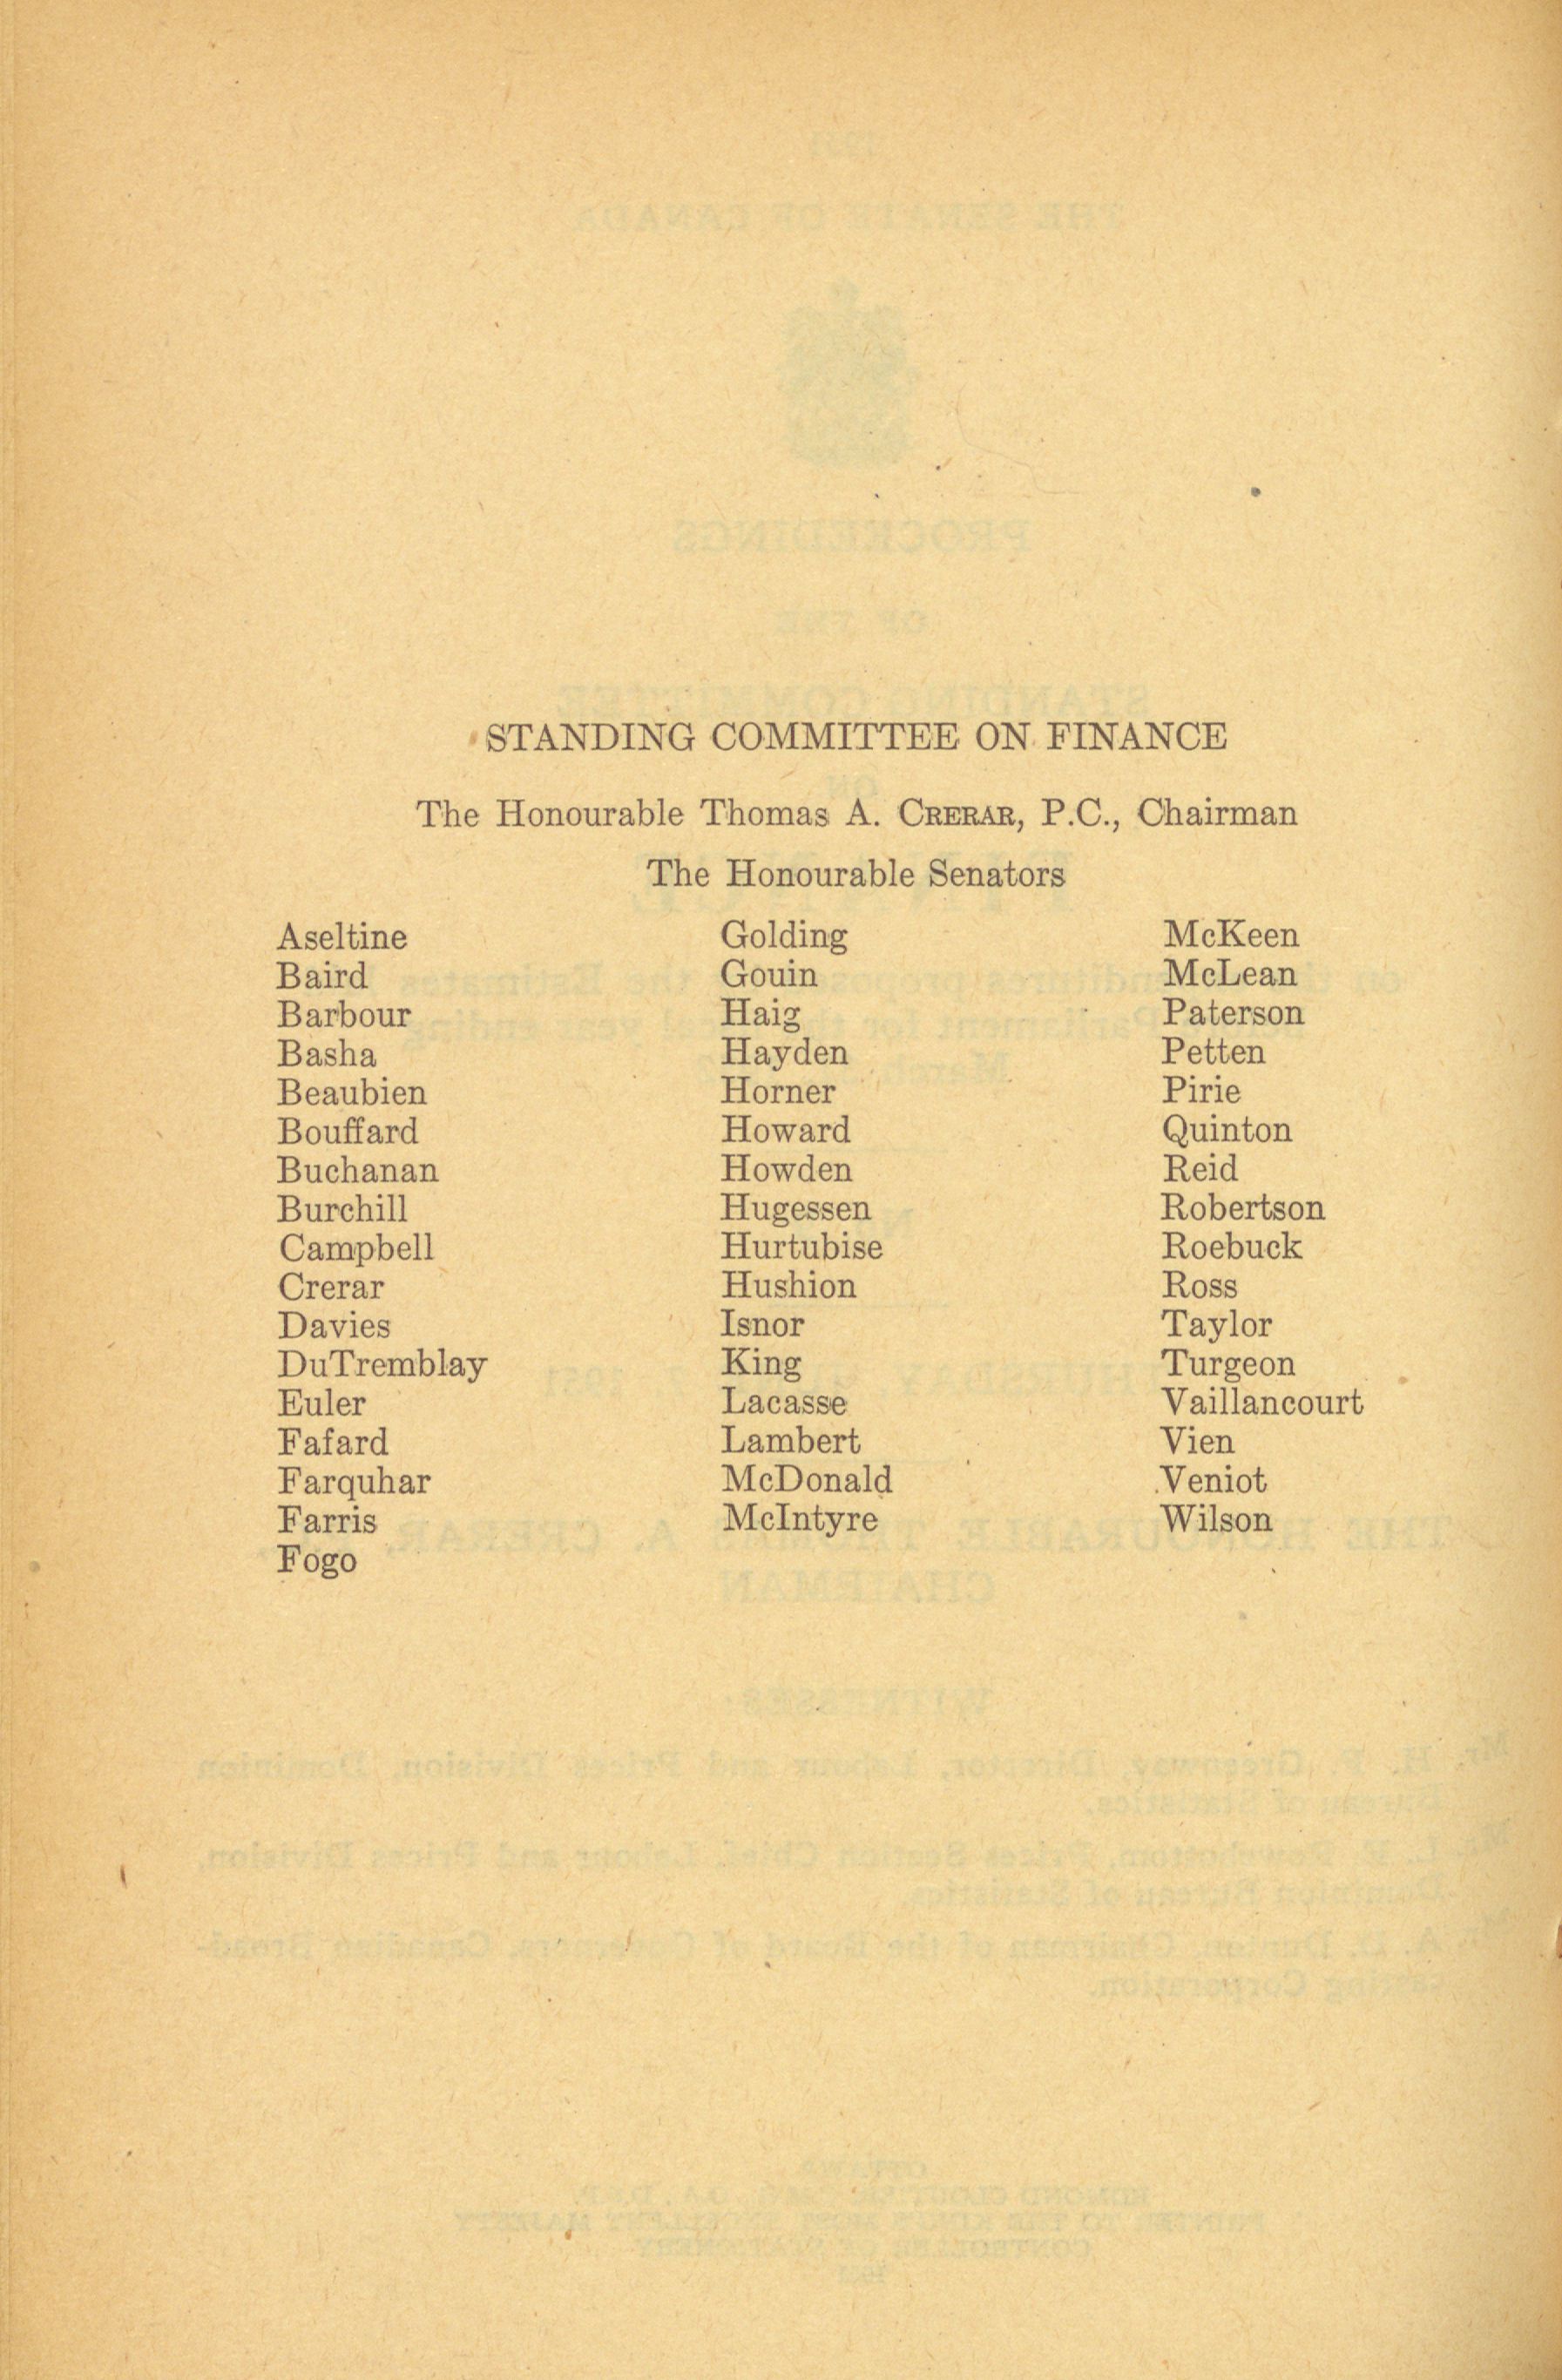 STANDING COMMITTEE ON FINANCE
The Honourable Thomas A. CRERAR, P.C., Chairman
The Honourable Senators
Aseltine
Baird
Barbour
Basha
Beaubien
Bouffard
Buchanan
Burchill
Campbell
Crerar
Davies
DuTremblay
Euler
Fafard
Farquhar
Farris
Fogo
Golding
Gouin
Haig
Hayden
Horner
Howard
Howden
Hugessen
Hurtubise
Hushion
Isnor
King
Lacasse
Lambert
McDonald
McIntyre
McKeen
McLean
Paterson
Petten
Pirie
Quinton
Reid
Robertson
Roebuck
Ross
Taylor
Turgeon
Vaillancourt
Vien
Veniot
Wilson